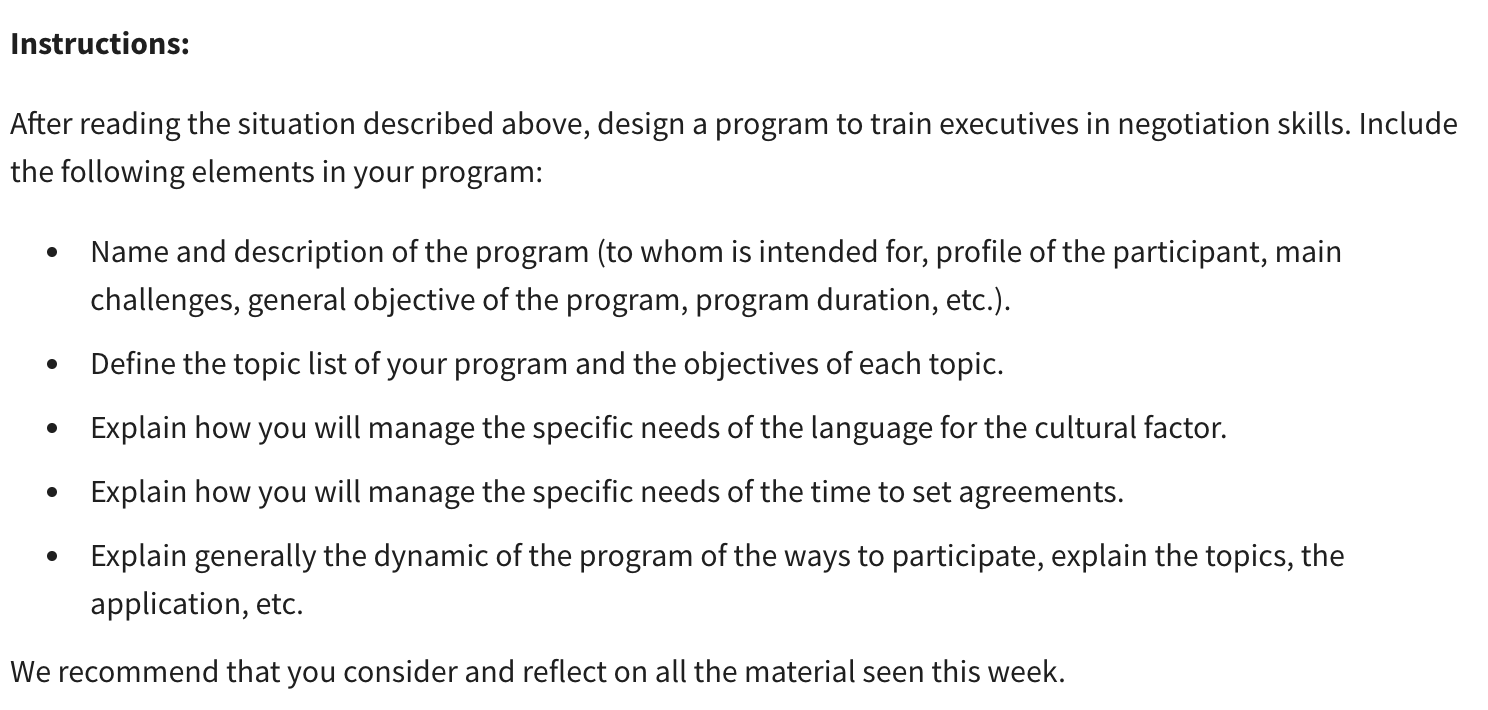 Instructions:
After reading the situation described above, design a program to train executives in negotiation skills. Include
the following elements in your program:
• Name and description of the program (to whom is intended for, profile of the participant, main
challenges, general objective of the program, program duration, etc.).
• Define the topic list of your program and the objectives of each topic.
• Explain how you will manage the specific needs of the language for the cultural factor.
• Explain how you will manage the specific needs of the time to set agreements.
• Explain generally the dynamic of the program of the ways to participate, explain the topics, the
application, etc.
We recommend that you consider and reflect on all the material seen this week.